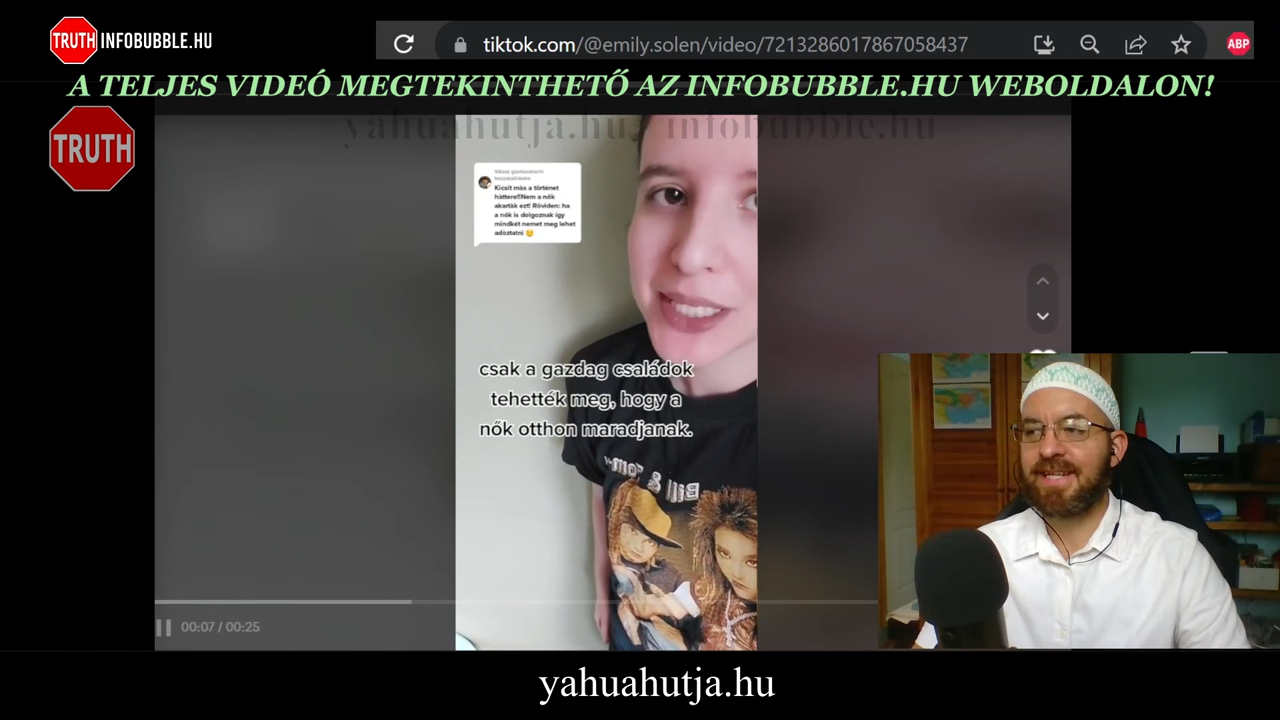 TRUTH INFOBUBBLE.HU
tiktok.com/@emily.solen/video/7213286017867058437
ABP
A TELJES VIDEÓ MEGTEKINTHETŐ AZ INFOBUBBLE.HU WEBOLDALON!
TRUTH
yahuahutja.hu, infobubble.hu
Kicsit más a történet
háttere!!Nem a nők
akarták ezt! Röviden: ha
a nők is dolgoznak így
mindkét nemet meg lehet
adóztatni
csak a gazdag családok
tehették meg, hogy a
nők otthon maradjanak.
Bill & Tom
00:07 / 00:25
yahuahutja.hu